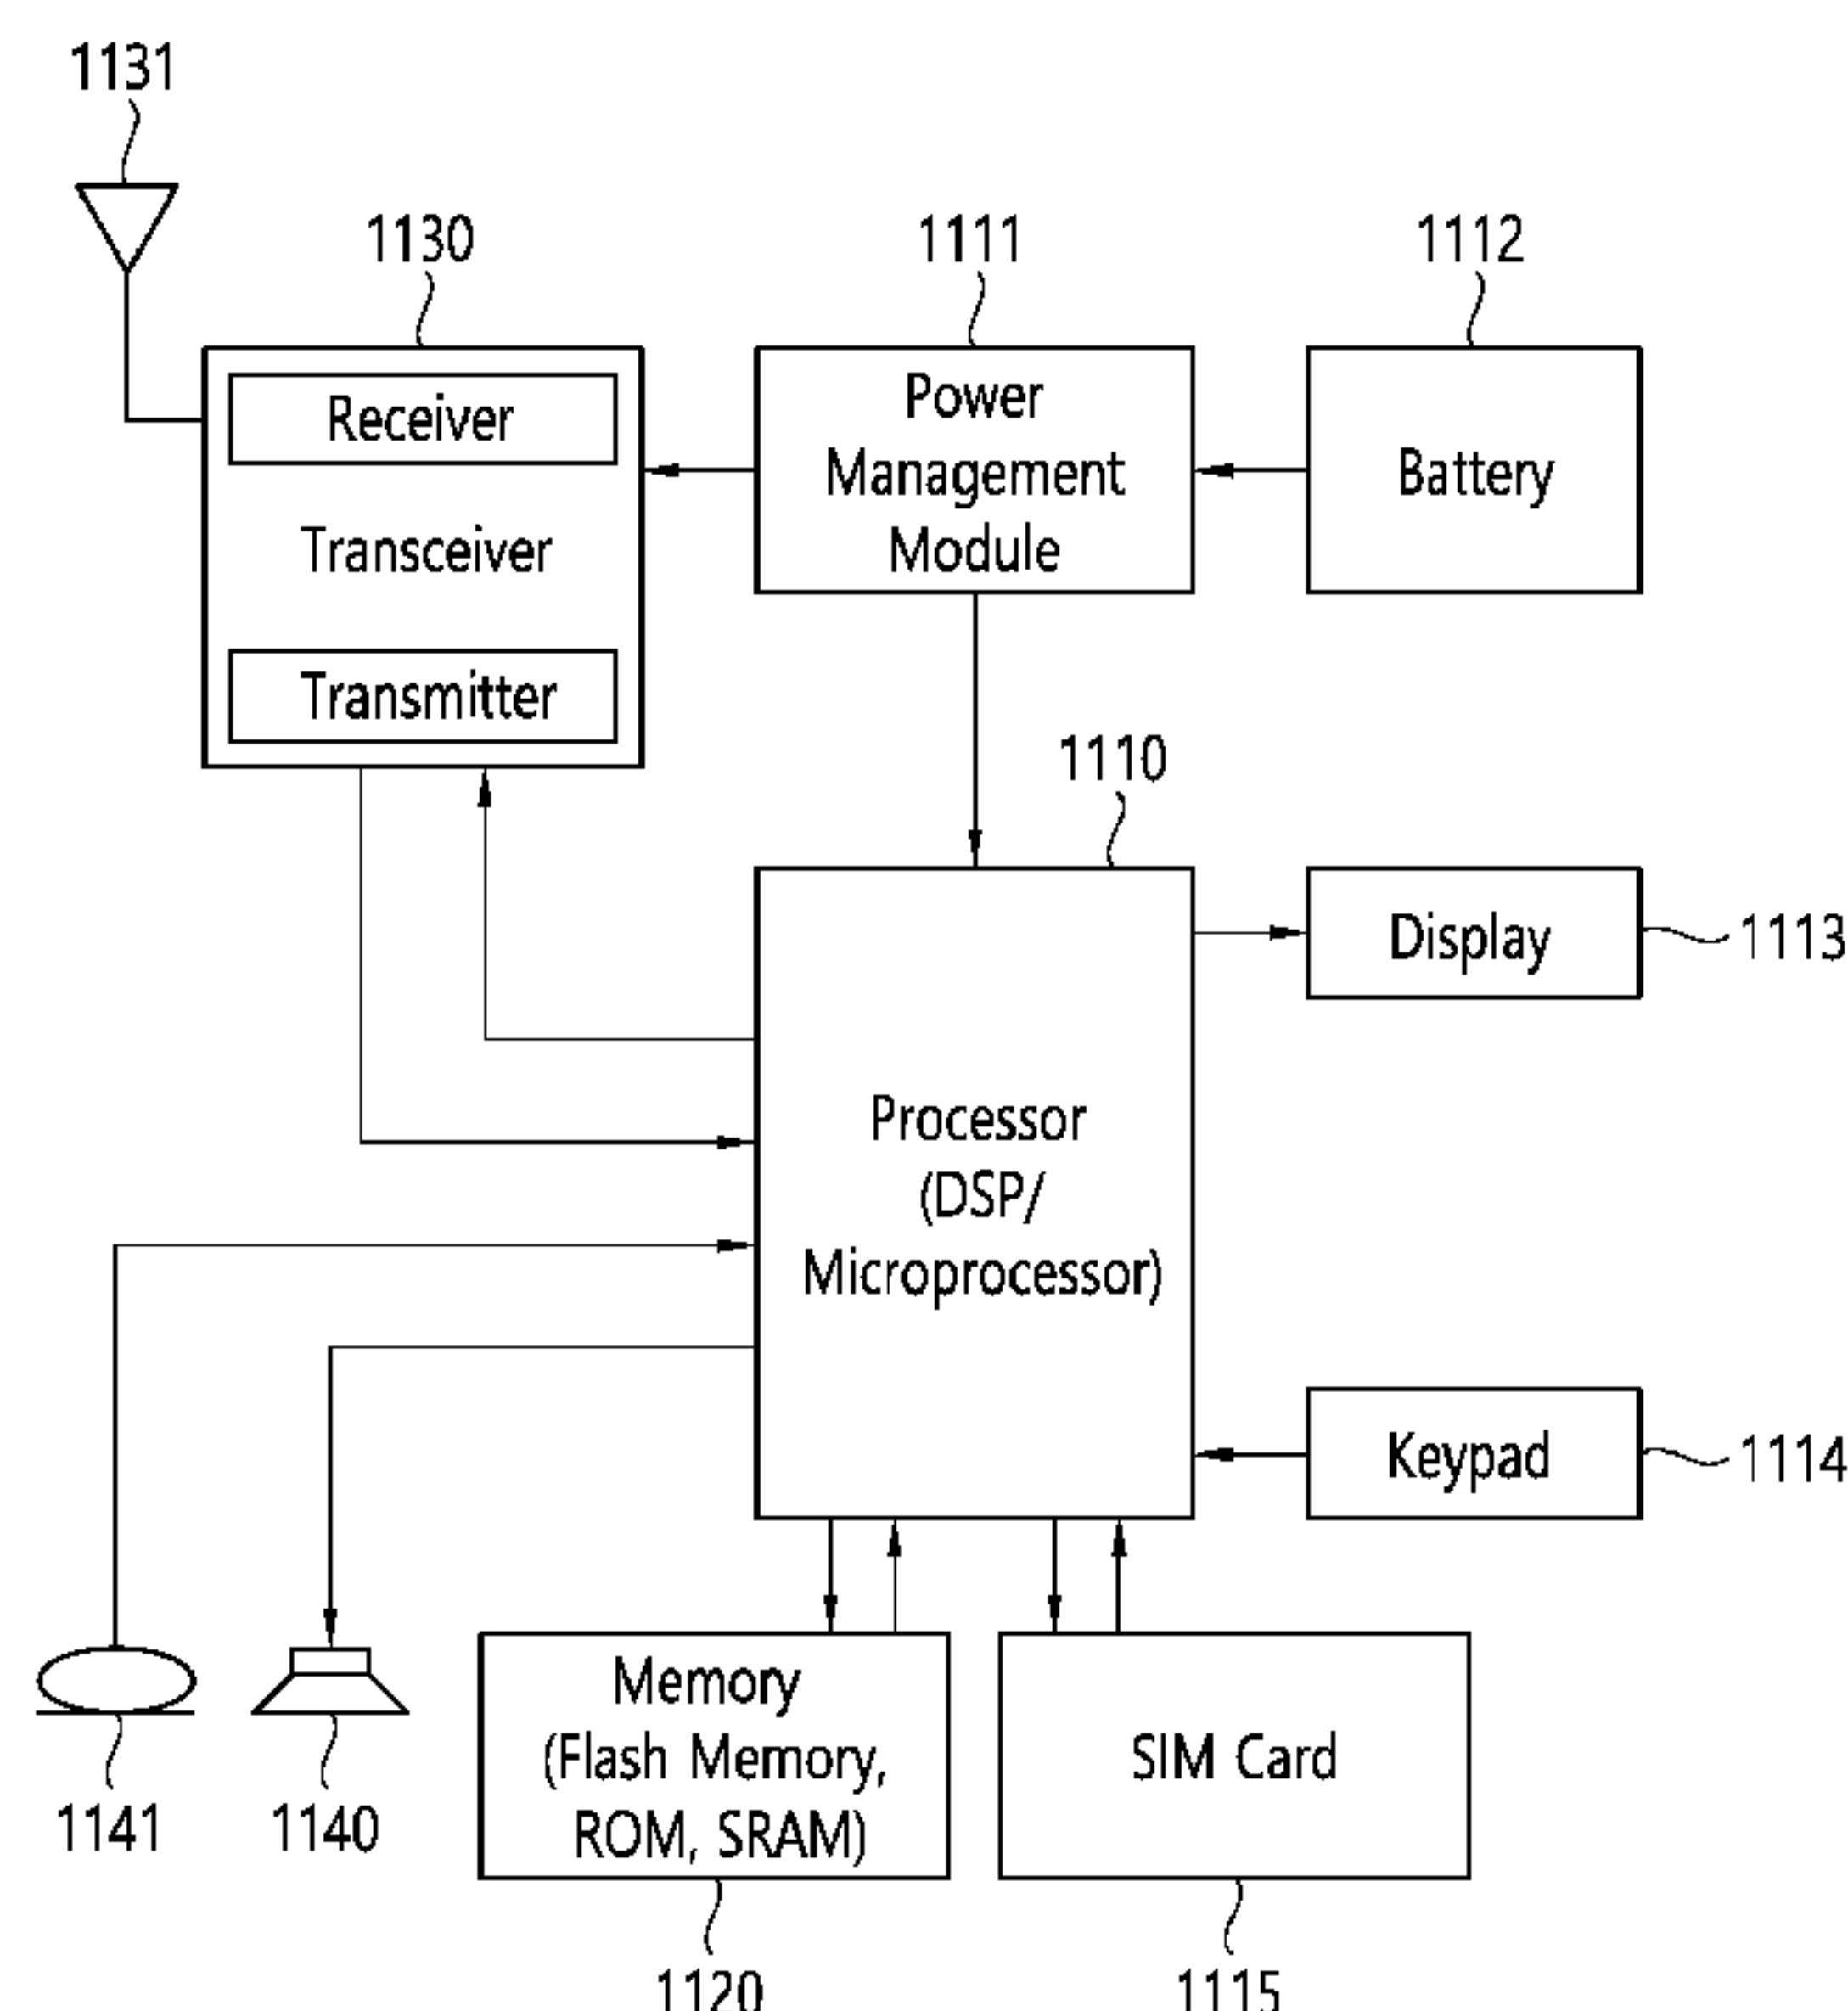 1131
1130
1111
1112
Receiver
Transceiver
Transmitter
Power
Management
Module
Battery
1110
Display
1113
Processor
(DSP/
Microprocessor)
Keypad
1114
Memory
(Flash Memory,
ROM, SRAM)
SIM Card
1141
1140
1120
1115